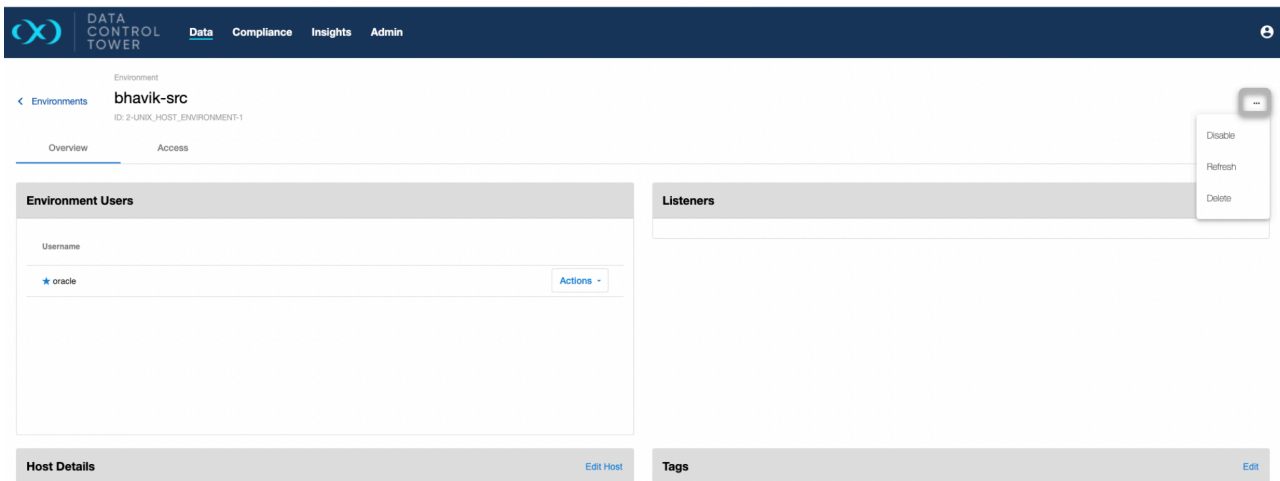 DATA
CONTROL
TOWER
Data Compliance Insights Admin
Environment
Environments
bhavik-src
ID: 2-UNIX_HOST_ENVIRONMENT-1
...
Disable
Refresh
Delete
Overview Access
Environment Users
Listeners
Username
★ oracle
Actions
Host Details
Edit Host
Tags
Edit